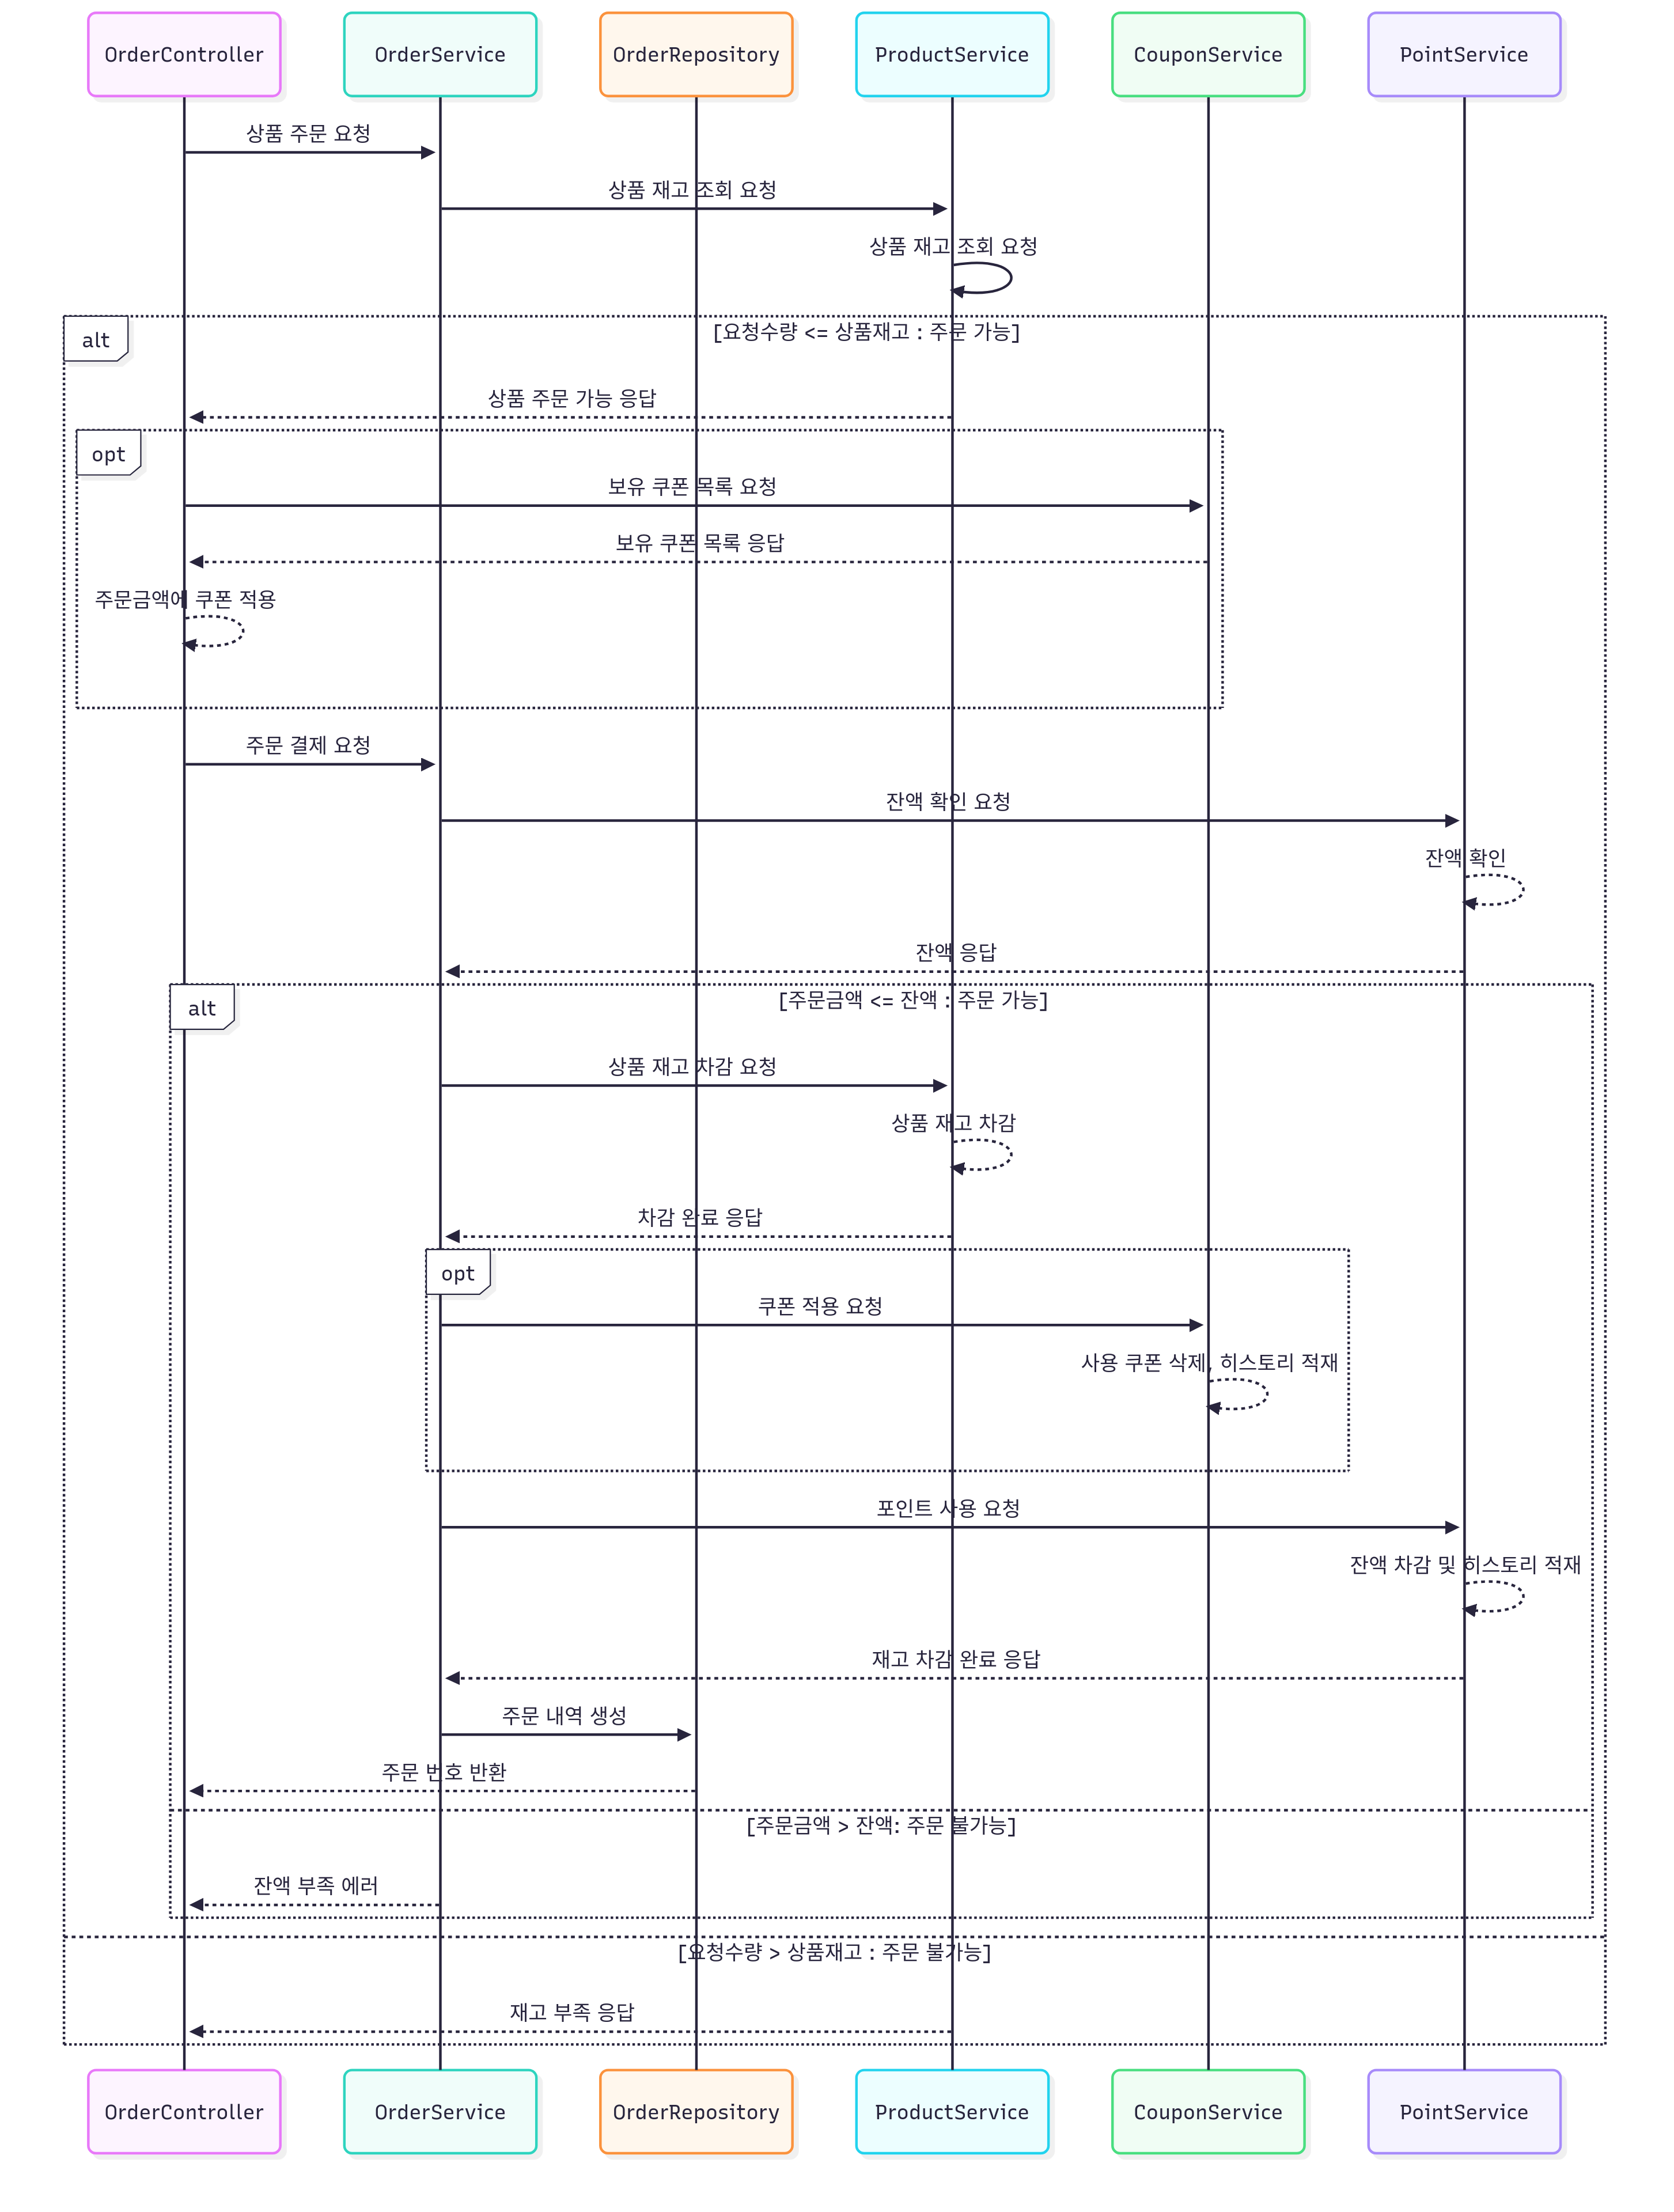 OrderController
OrderService
OrderRepository
ProductService
CouponService
PointService
상품 주문 요청
상품 재고 조회 요청
상품 재고 조회 요청
alt
[요청수량 <= 상품재고 : 주문 가능]
상품 주문 가능 응답
opt
보유 쿠폰 목록 요청
보유 쿠폰 목록 응답
주문금액에 쿠폰 적용
주문 결제 요청
잔액 확인 요청
잔액 확인
잔액 응답
alt
[주문금액 <= 잔액 : 주문 가능]
상품 재고 차감 요청
상품 재고 차감
차감 완료 응답
opt
쿠폰 적용 요청
사용 쿠폰 삭제, 히스토리 적재
포인트 사용 요청
잔액 차감 및 히스토리 적재
재고 차감 완료 응답
주문 내역 생성
주문 번호 반환
[주문금액 > 잔액: 주문 불가능]
잔액 부족 에러
[요청수량 > 상품재고 : 주문 불가능]
재고 부족 응답
OrderController
OrderService
OrderRepository
ProductService
CouponService
PointService